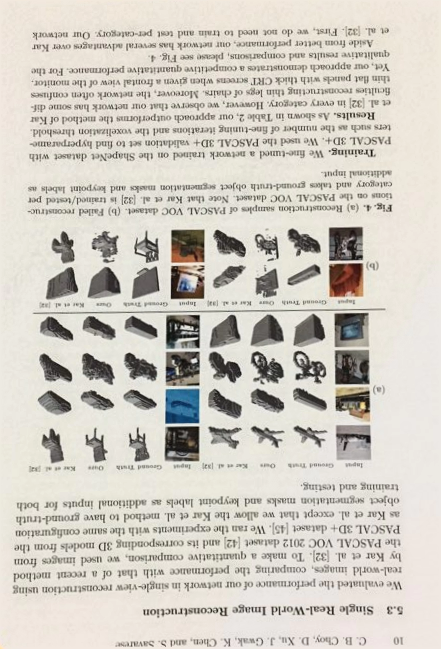 10 C. B. Choy, D. Xu, J. Gwak, K. Chen, and S. Savarese
5.3 Single Real-World Image Reconstruction
We evaluated the performance of our network in single-view reconstruction using
real-world images, comparing the performance with that of a recent method
by Kar et al. [32]. To make a quantitative comparison, we used images from
the PASCAL VOC 2012 dataset [42] and its corresponding 3D models from the
PASCAL 3D+ dataset [45]. We ran the experiments with the same configuration
as Kar et al. except that we allow the Kar et al. method to have ground-truth
object segmentation masks and keypoint labels as additional inputs for both
training and testing.
Input Ground Truth Ours Kar et al. [32] Input Ground Truth Ours Kar et al. [32]
(a)
Input Ground Truth Ours Kar et al. [32] Input Ground Truth Ours Kar et al. [32]
(b)
Fig. 4. (a) Reconstruction samples of PASCAL VOC dataset. (b) Failed reconstruc-
tions on the PASCAL VOC dataset. Note that Kar et al. [32] is trained/tested per
category and takes ground-truth object segmentation masks and keypoint labels as
additional input.
Training. We fine-tuned a network trained on the ShapeNet dataset with
PASCAL 3D+. We used the PASCAL 3D+ validation set to find hyperparame-
ters such as the number of fine-tuning iterations and the voxelization threshold.
Results. As shown in Table 2, our approach outperforms the method of Kar
et al. [32] in every category. However, we observe that our network has some dif-
ficulties reconstructing thin legs of chairs. Moreover, the network often confuses
thin flat panels with thick CRT screens when given a frontal view of the monitor.
Yet, our approach demonstrates a competitive quantitative performance. For the
qualitative results and comparisons, please see Fig. 4.
Aside from better performance, our network has several advantages over Kar
et al. [32]. First, we do not need to train and test per-category. Our network